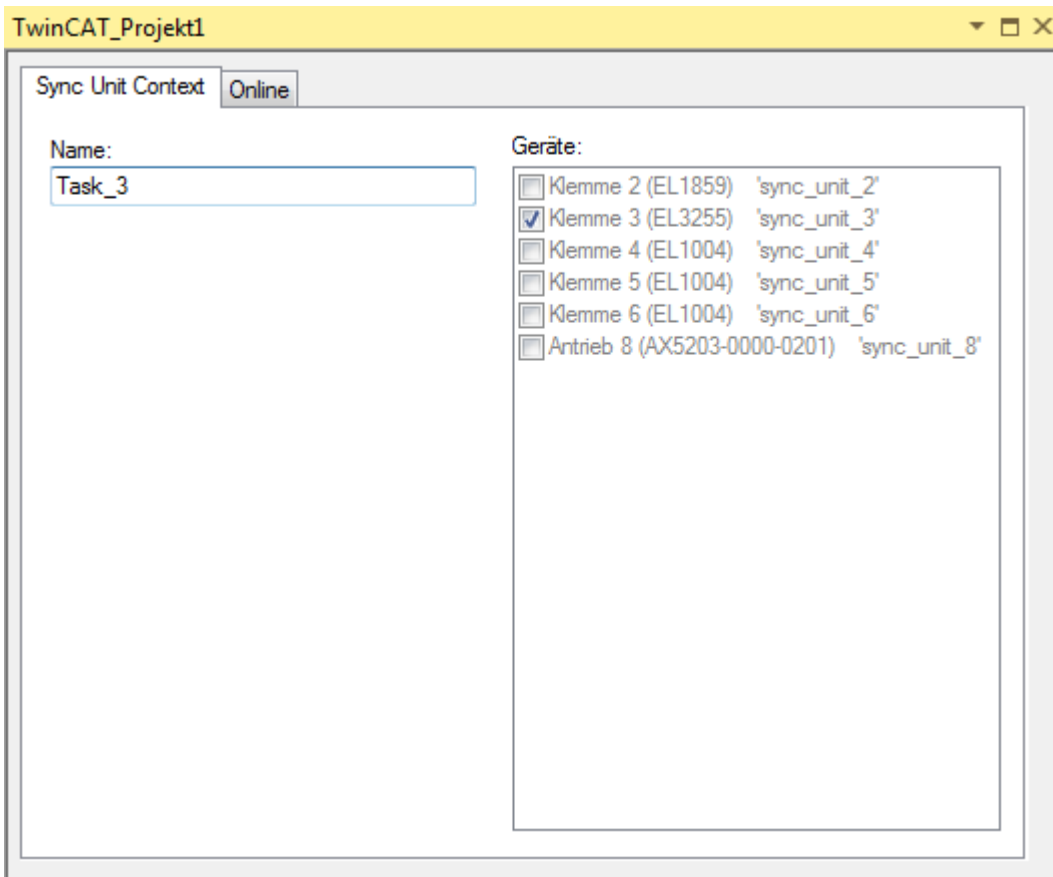 TwinCAT_Projekt1
Sync Unit Context
Online
Name:
Task_3
Geräte:
Klemme 2 (EL1859) 'sync_unit_2'
Klemme 3 (EL3255) 'sync_unit_3'
Klemme 4 (EL1004) 'sync_unit_4'
Klemme 5 (EL1004) 'sync_unit_5'
Klemme 6 (EL1004) 'sync_unit_6'
Antrieb 8 (AX5203-0000-0201) 'sync_unit_8'